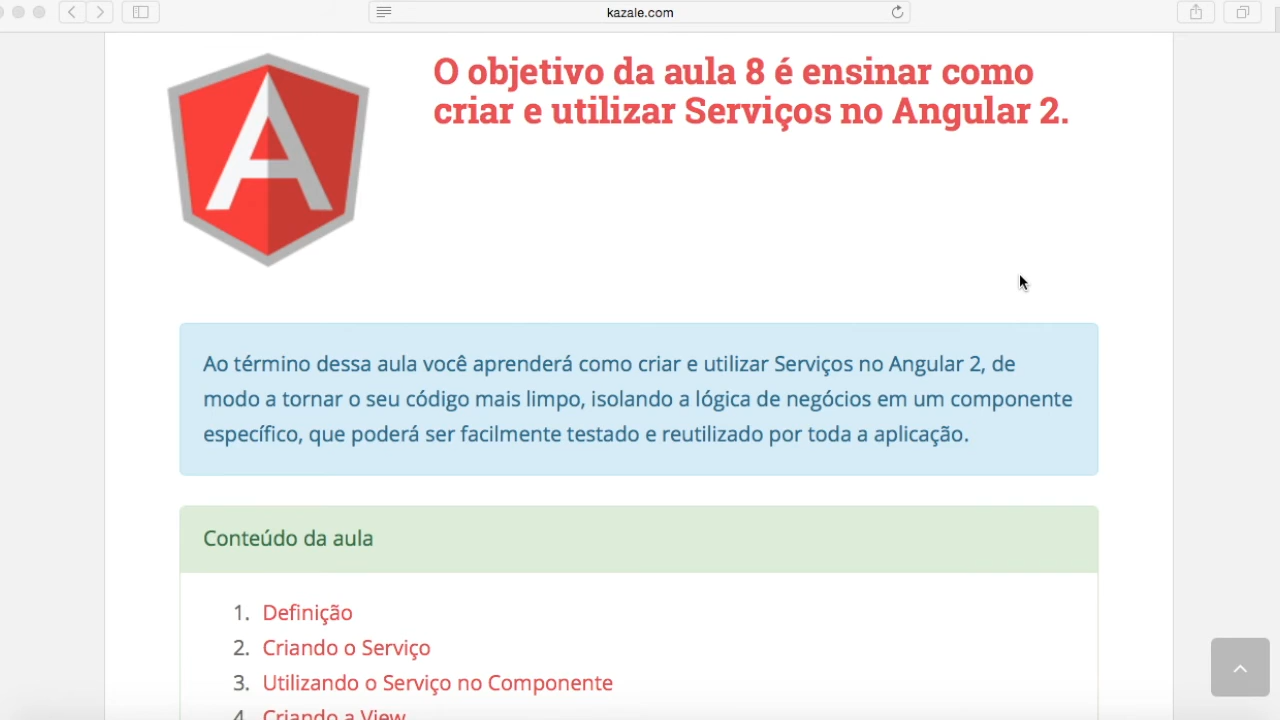 kazale.com
O objetivo da aula 8 é ensinar como
criar e utilizar Serviços no Angular 2.
Ao término dessa aula você aprenderá como criar e utilizar Serviços no Angular 2, de
modo a tornar o seu código mais limpo, isolando a lógica de negócios em um componente
específico, que poderá ser facilmente testado e reutilizado por toda a aplicação.
Conteúdo da aula
1. Definição
2. Criando o Serviço
3. Utilizando o Serviço no Componente
4. Criando a View